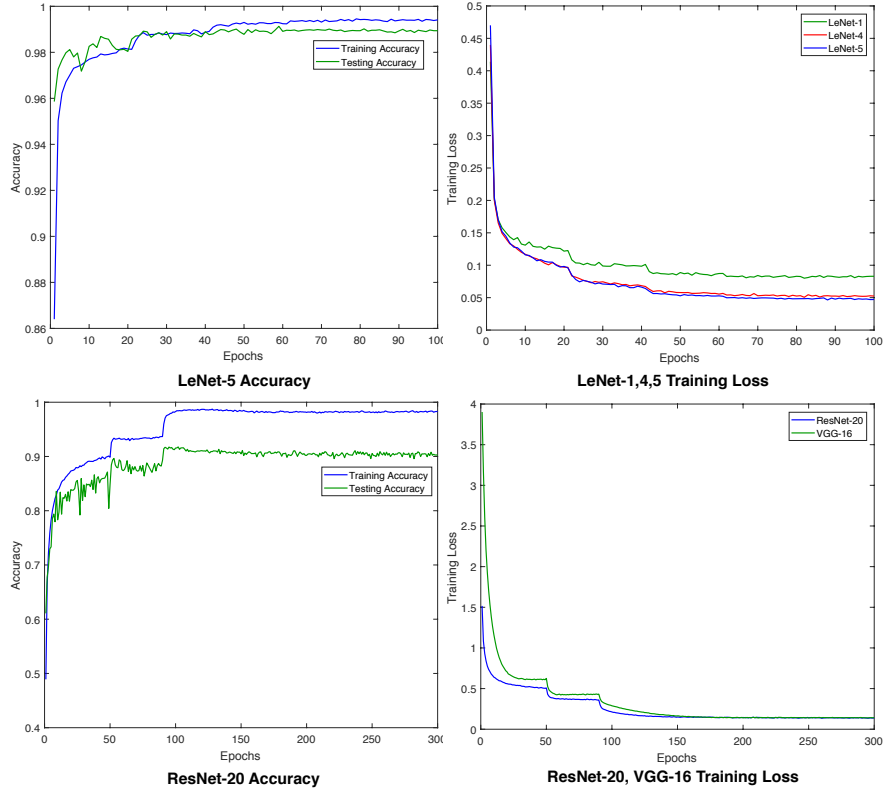 1
0.98
0.96
0.94
0.92
0.9
0.88
0.86
Accuracy
Training Accuracy
Testing Accuracy
0 10 20 30 40 50 60 70 80 90 100
Epochs
LeNet-5 Accuracy
0.5
0.45
0.4
0.35
0.3
0.25
0.2
0.15
0.1
0.05
0
Training Loss
LeNet-1
LeNet-4
LeNet-5
0 10 20 30 40 50 60 70 80 90 100
Epochs
LeNet-1,4,5 Training Loss
1
0.9
0.8
0.7
0.6
0.5
0.4
Accuracy
Training Accuracy
Testing Accuracy
0 50 100 150 200 250 300
Epochs
ResNet-20 Accuracy
4
3.5
3
2.5
2
1.5
1
0.5
0
Training Loss
ResNet-20
VGG-16
0 50 100 150 200 250 300
Epochs
ResNet-20, VGG-16 Training Loss